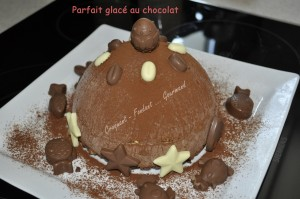 Parfait glacé au chocolat
Croquant - Fondant - Gourmand